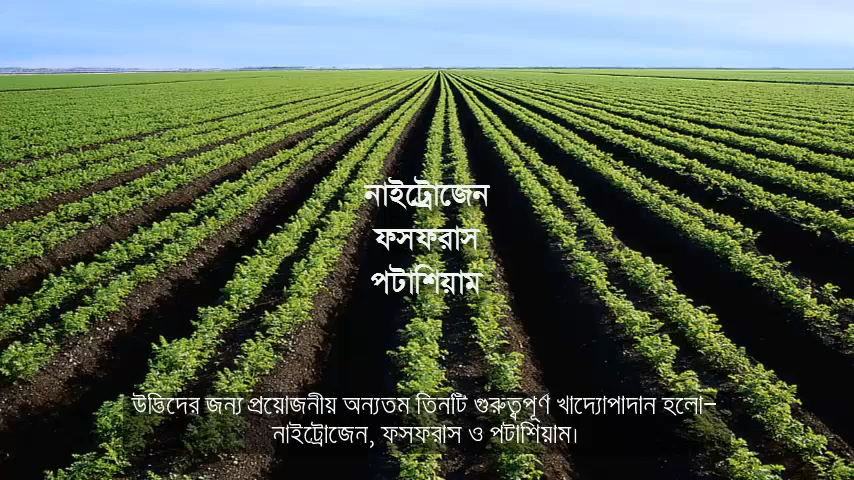 নাইট্রোজেন
ফসফরাস
পটাশিয়াম
উদ্ভিদের জন্য প্রয়োজনীয় অন্যতম তিনটি গুরুত্বপূর্ণ খাদ্যোপাদান হলো–
নাইট্রোজেন, ফসফরাস ও পটাশিয়াম।